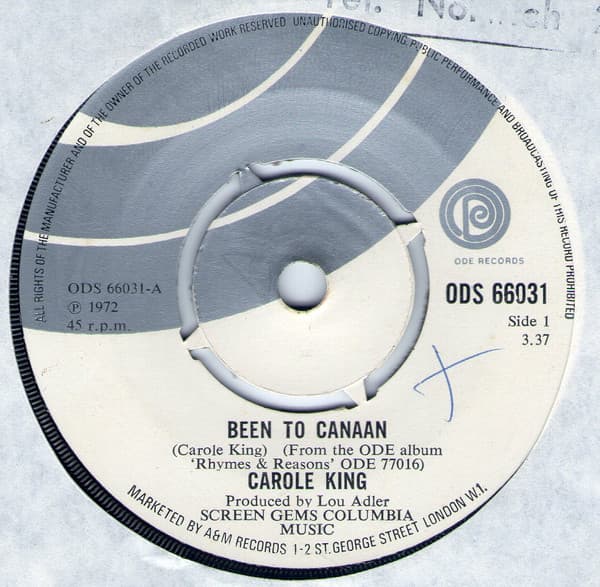 Tel. No.
ALL RIGHTS OF THE MANUFACTURER AND OF THE OWNER OF THE RECORDED WORK RESERVED UNAUTHORISED COPYING, PUBLIC PERFORMANCE AND BROADCASTING OF THIS RECORD PROHIBITED
ODE RECORDS
ODS 66031-A
℗ 1972
45 r.p.m.
ODS 66031
Side 1
3.37
BEEN TO CANAAN
(Carole King) (From the ODE album
'Rhymes & Reasons' ODE 77016)
CAROLE KING
Produced by Lou Adler
SCREEN GEMS COLUMBIA
MUSIC
MARKETED BY A&M RECORDS 1-2 ST. GEORGE STREET LONDON W.1.